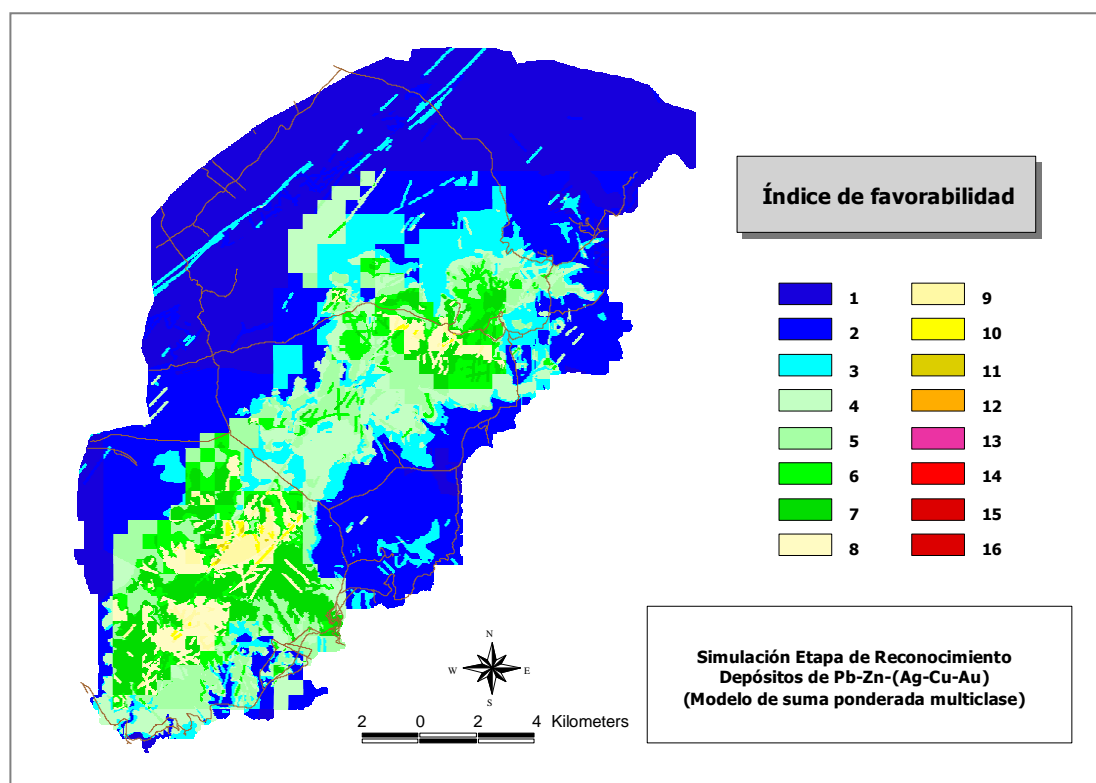 Índice de favorabilidad
1 9
2 10
3 11
4 12
5 13
6 14
7 15
8 16
N
W E
S
2 0 2 4 Kilometers
Simulación Etapa de Reconocimiento
Depósitos de Pb-Zn-(Ag-Cu-Au)
(Modelo de suma ponderada multiclase)